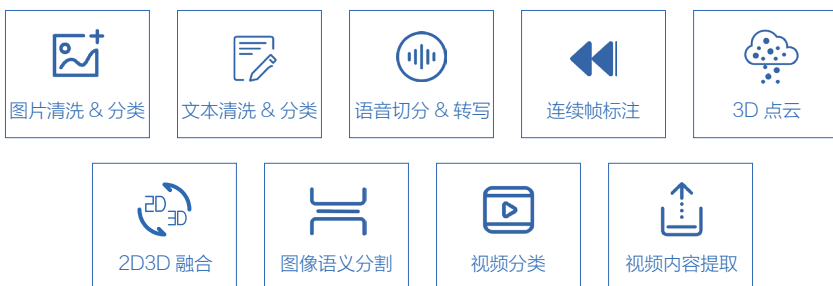 图片清洗 & 分类
文本清洗 & 分类
语音切分 & 转写
连续帧标注
3D 点云
2D
3D
2D3D 融合
图像语义分割
视频分类
视频内容提取